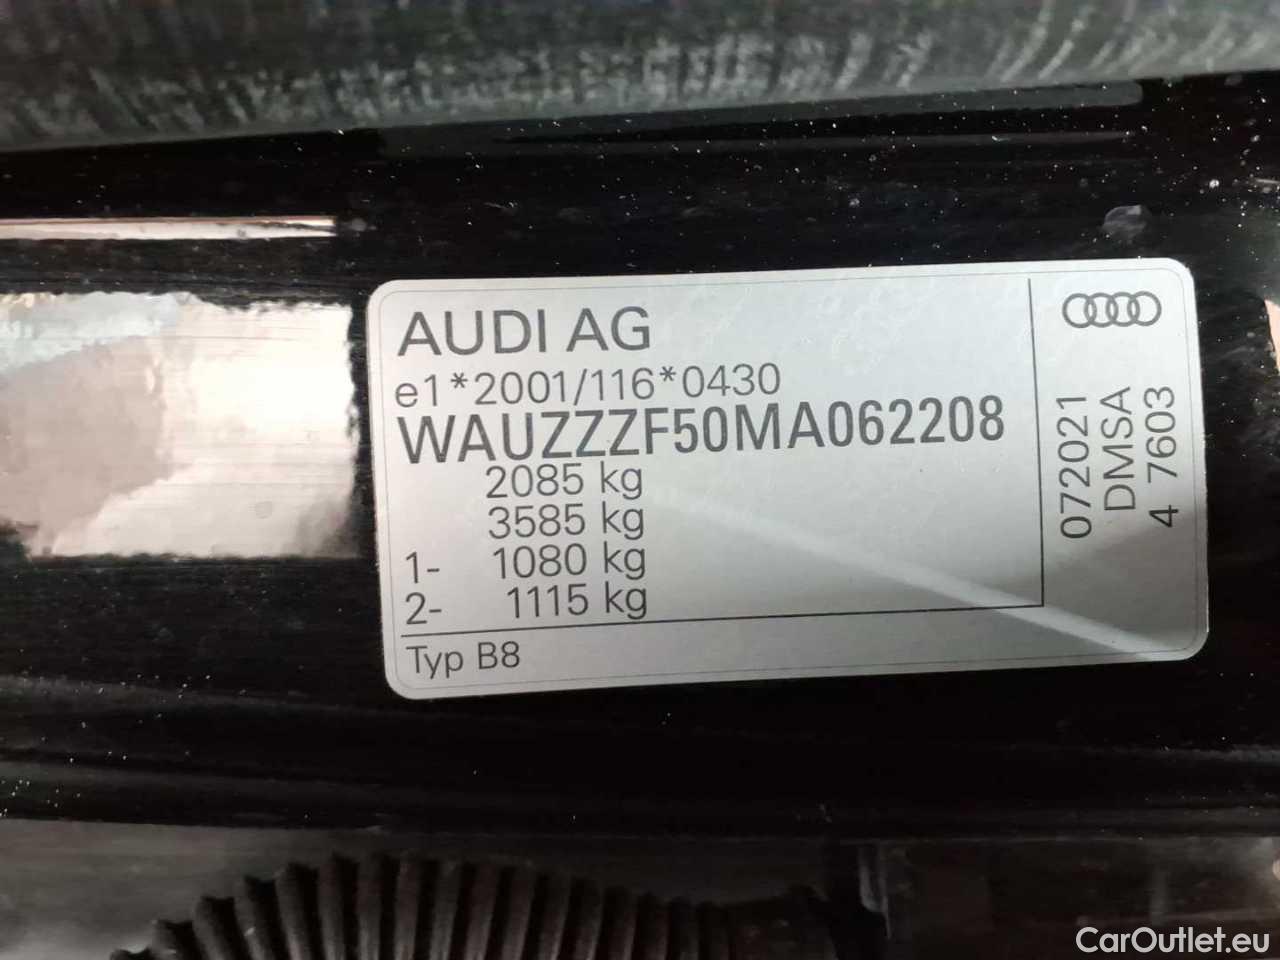 AUDI AG
e1*2001/116*0430
WAUZZZF50MA062208
2085 kg
3585 kg
1- 1080 kg
2- 1115 kg
Typ B8
072021
DMSA
4 7603
CarOutlet.eu